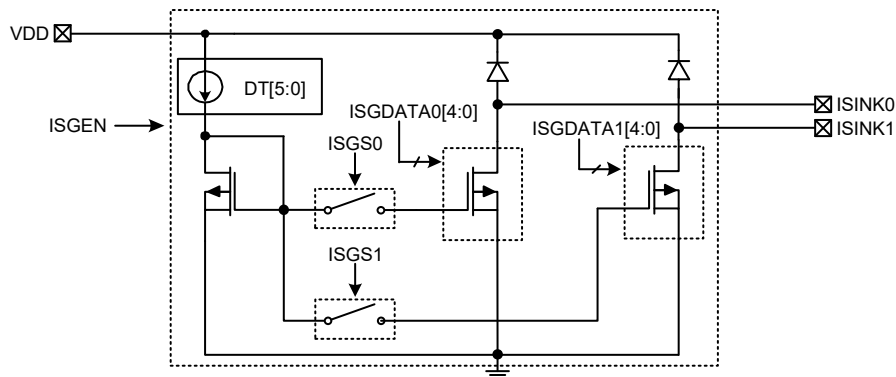 VDD
DT[5:0]
ISGEN
ISGDATA0[4:0]
ISGDATA1[4:0]
ISINK0
ISINK1
ISGS0
ISGS1